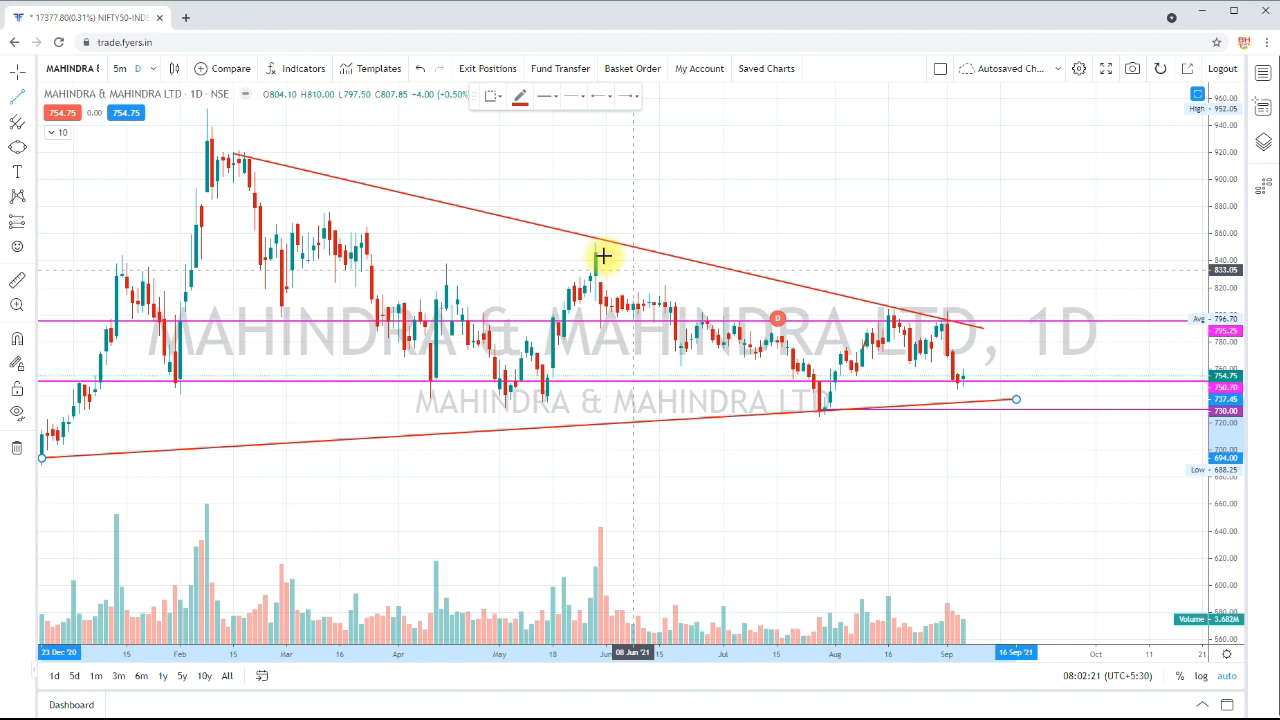 * 17377.80(0.31%) NIFTY50-INDE
trade.fyers.in
BH
MAHINDRA & 5m D Compare Indicators Templates Exit Positions Fund Transfer Basket Order My Account Saved Charts Autosaved Ch... Logout
MAHINDRA & MAHINDRA LTD · 1D · NSE O804.10 H810.00 L797.50 C807.85 +4.00 (+0.50%)
754.75 0.00 754.75
10
960.00
High 952.05
940.00
920.00
900.00
880.00
860.00
840.00
833.05
820.00
D
Avg 796.70
795.25
780.00
MAHINDRA & MAHINDRA LTD, 1D
MAHINDRA & MAHINDRA LTD
754.75
750.70
737.45
730.00
720.00
694.00
Low 688.25
680.00
660.00
640.00
620.00
600.00
580.00
Volume 3.682M
560.00
23 Dec '20 15 Feb 15 Mar 16 Apr May 18 Jun 08 Jun '21 15 Jul 15 Aug 16 Sep 16 Sep '21 Oct 11 21
1d 5d 1m 3m 6m 1y 5y 10y All 08:02:21 (UTC+5:30) % log auto
Dashboard